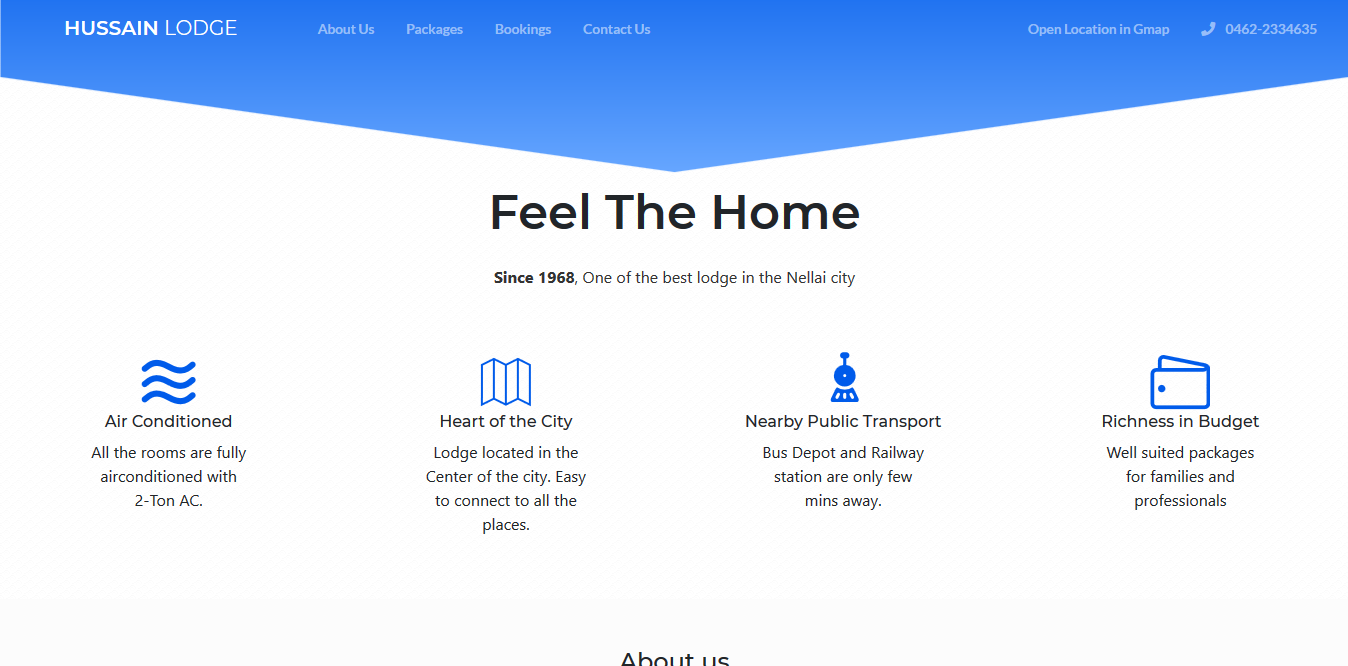 HUSSAIN LODGE
About Us
Packages
Bookings
Contact Us
Open Location in Gmap
0462-2334635
Feel The Home
Since 1968, One of the best lodge in the Nellai city
Air Conditioned
All the rooms are fully
airconditioned with
2-Ton AC.
Heart of the City
Lodge located in the
Center of the city. Easy
to connect to all the
places.
Nearby Public Transport
Bus Depot and Railway
station are only few
mins away.
Richness in Budget
Well suited packages
for families and
professionals
About us